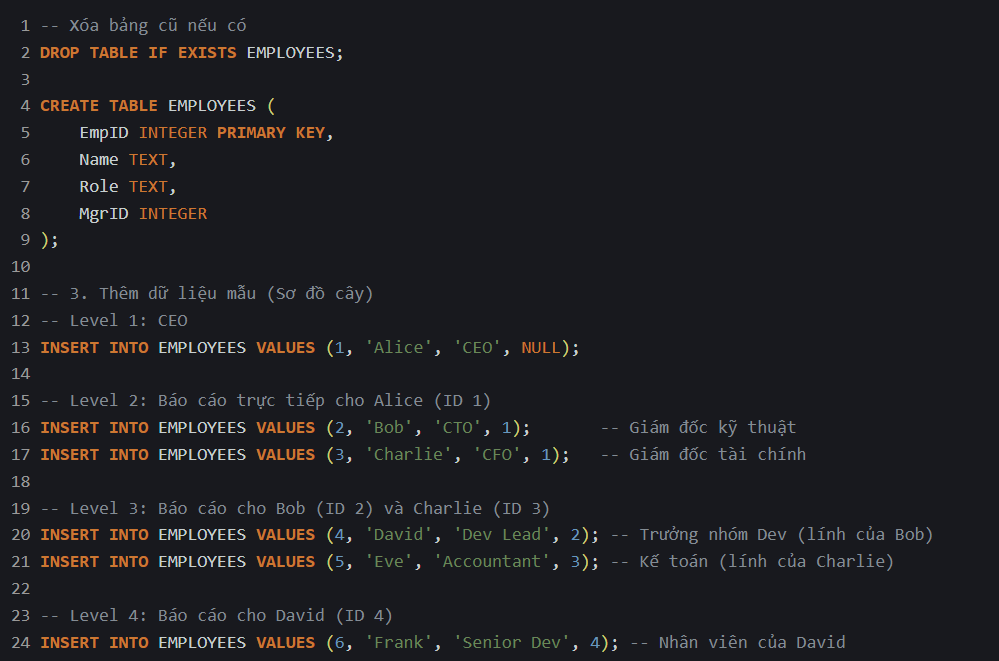 1 -- Xóa bảng cũ nếu có
2 DROP TABLE IF EXISTS EMPLOYEES;
3
4 CREATE TABLE EMPLOYEES (
5     EmpID INTEGER PRIMARY KEY,
6     Name TEXT,
7     Role TEXT,
8     MgrID INTEGER
9 );
10
11 -- 3. Thêm dữ liệu mẫu (Sơ đồ cây)
12 -- Level 1: CEO
13 INSERT INTO EMPLOYEES VALUES (1, 'Alice', 'CEO', NULL);
14
15 -- Level 2: Báo cáo trực tiếp cho Alice (ID 1)
16 INSERT INTO EMPLOYEES VALUES (2, 'Bob', 'CTO', 1);       -- Giám đốc kỹ thuật
17 INSERT INTO EMPLOYEES VALUES (3, 'Charlie', 'CFO', 1);   -- Giám đốc tài chính
18
19 -- Level 3: Báo cáo cho Bob (ID 2) và Charlie (ID 3)
20 INSERT INTO EMPLOYEES VALUES (4, 'David', 'Dev Lead', 2); -- Trưởng nhóm Dev (lính của Bob)
21 INSERT INTO EMPLOYEES VALUES (5, 'Eve', 'Accountant', 3); -- Kế toán (lính của Charlie)
22
23 -- Level 4: Báo cáo cho David (ID 4)
24 INSERT INTO EMPLOYEES VALUES (6, 'Frank', 'Senior Dev', 4); -- Nhân viên của David